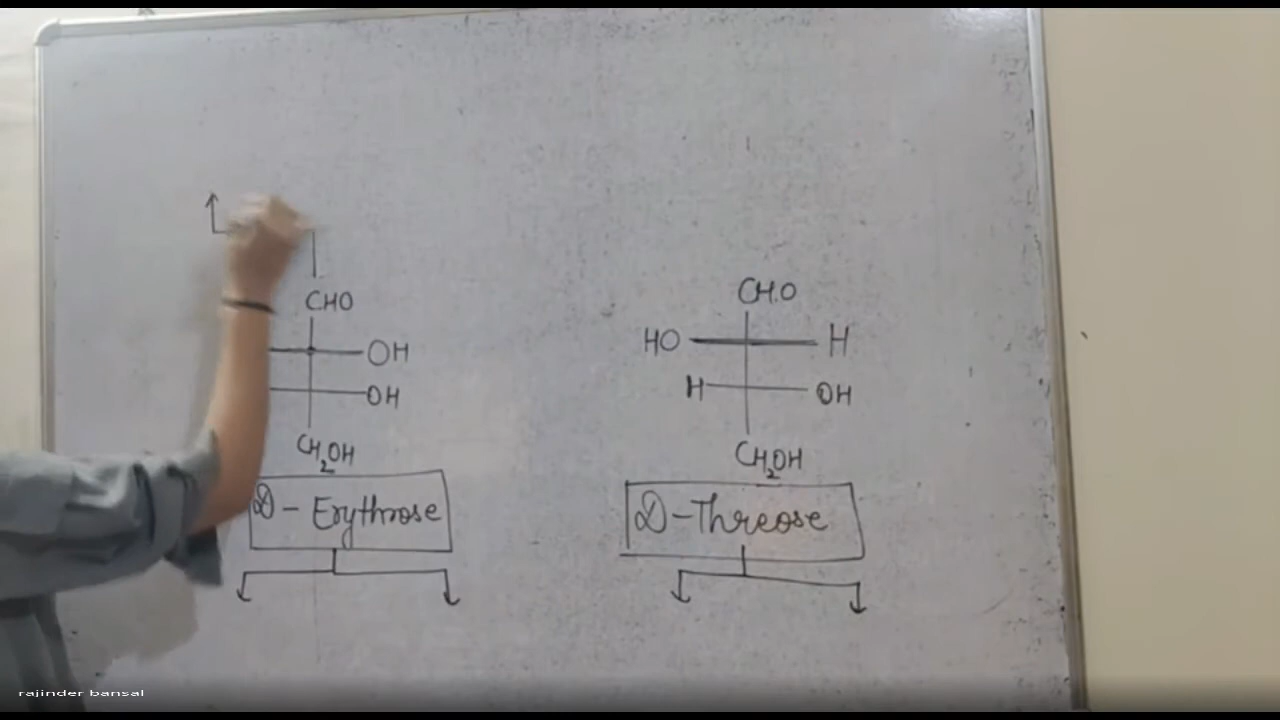 CHO
OH
OH
CH2OH
D - Erythrose
CHO
HO H
H OH
CH2OH
D - Threose
rajinder bansal